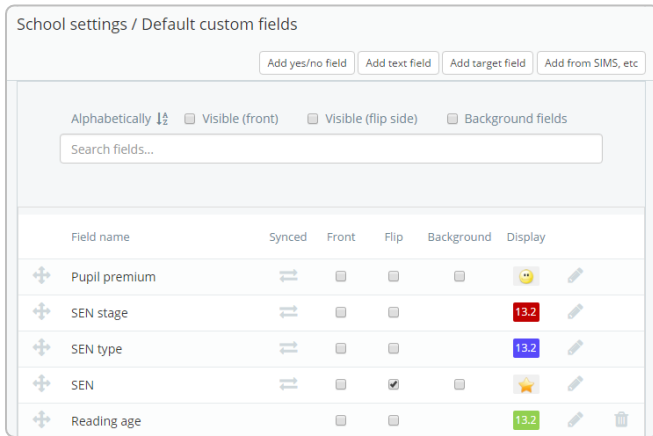 School settings / Default custom fields
Add yes/no field Add text field Add target field Add from SIMS, etc
Alphabetically Visible (front) Visible (flip side) Background fields
Search fields...
Field name Synced Front Flip Background Display
Pupil premium
SEN stage 13.2
SEN type 13.2
SEN
Reading age 13.2